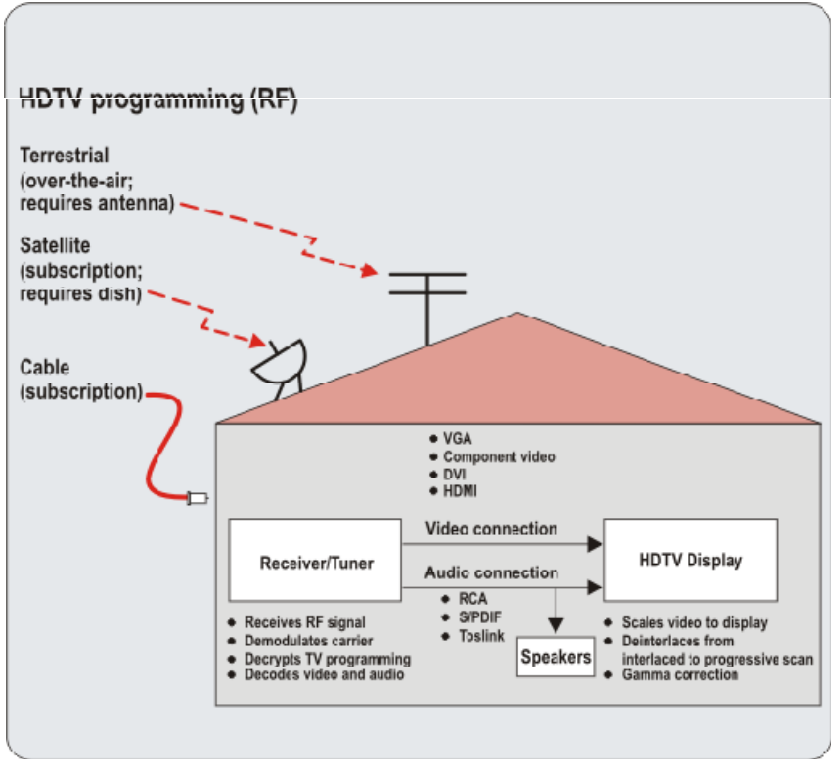 HDTV programming (RF)
Terrestrial
(over-the-air;
requires antenna)
Satellite
(subscription;
requires dish)
Cable
(subscription)
● VGA
● Component video
● DVI
● HDMI
Receiver/Tuner
Video connection
Audio connection
HDTV Display
● RCA
● S/PDIF
● Toslink
Speakers
● Receives RF signal
● Demodulates carrier
● Decrypts TV programming
● Decodes video and audio
● Scales video to display
● Deinterlaces from
interlaced to progressive scan
● Gamma correction